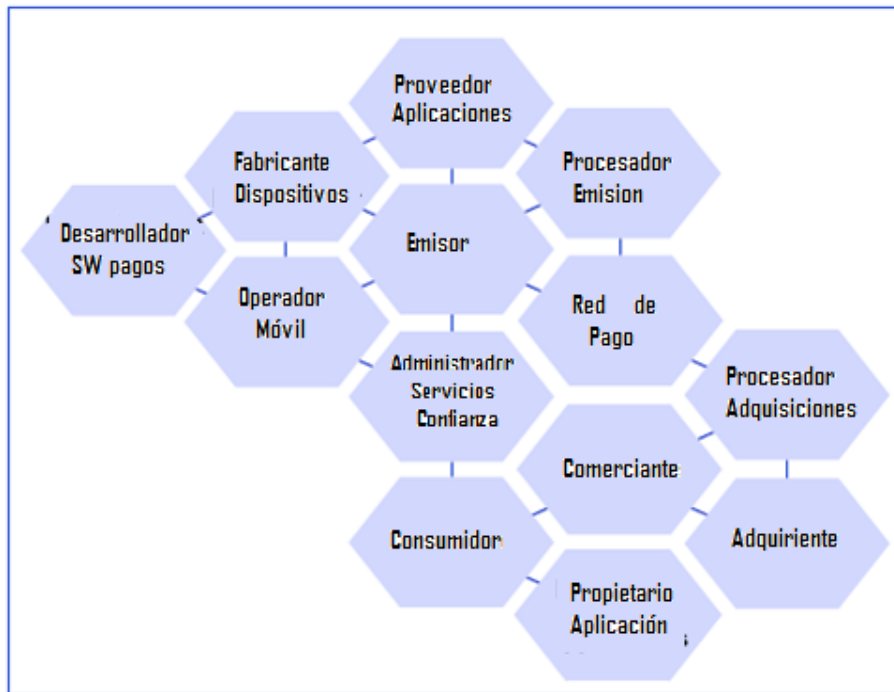 Proveedor
Aplicaciones
Fabricante
Dispositivos
Procesador
Emision
Desarrollador
SW pagos
Emisor
Operador
Móvil
Red de
Pago
Administrador
Servicios
Confianza
Procesador
Adquisiciones
Comerciante
Consumidor
Adquiriente
Propietario
Aplicación